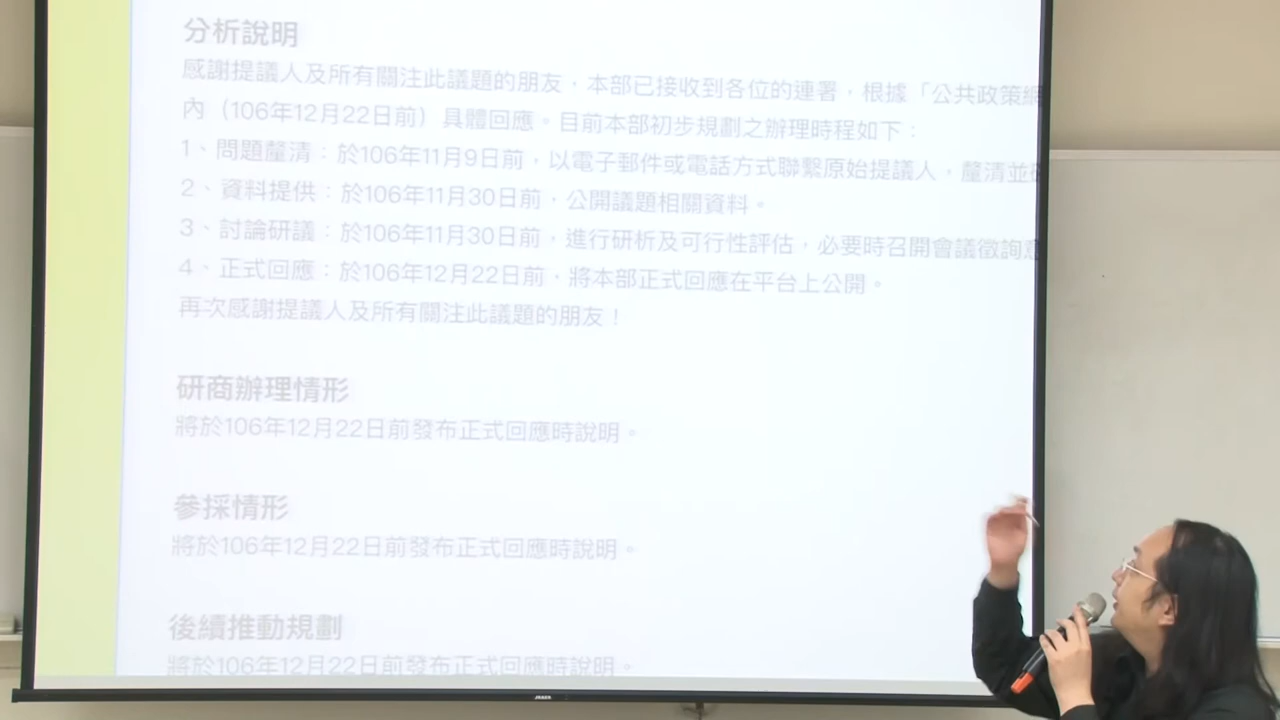 分析說明
感謝提議人及所有關注此議題的朋友，本部已接收到各位的連署，根據「公共政策網
內（106年12月22日前）具體回應。目前本部初步規劃之辦理時程如下：
1、問題釐清：於106年11月9日前，以電子郵件或電話方式聯繫原始提議人，釐清並確
2、資料提供：於106年11月30日前，公開議題相關資料。
3、討論研議：於106年11月30日前，進行研析及可行性評估，必要時召開會議徵詢意
4、正式回應：於106年12月22日前，將本部正式回應在平台上公開。
再次感謝提議人及所有關注此議題的朋友！
研商辦理情形
將於106年12月22日前發布正式回應時說明。
參採情形
將於106年12月22日前發布正式回應時說明。
後續推動規劃
將於106年12月22日前發布正式回應時說明。